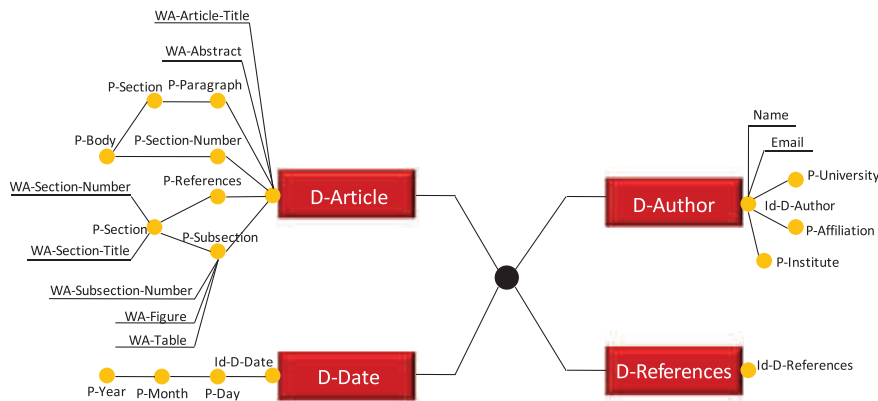 WA-Article-Title
WA-Abstract
P-Section
P-Paragraph
P-Body
P-Section-Number
WA-Section-Number
P-References
P-Section
P-Subsection
WA-Section-Title
WA-Subsection-Number
WA-Figure
WA-Table
D-Article
Id-D-Date
P-Year
P-Month
P-Day
D-Date
D-Author
Name
Email
P-University
Id-D-Author
P-Affiliation
P-Institute
D-References
Id-D-References